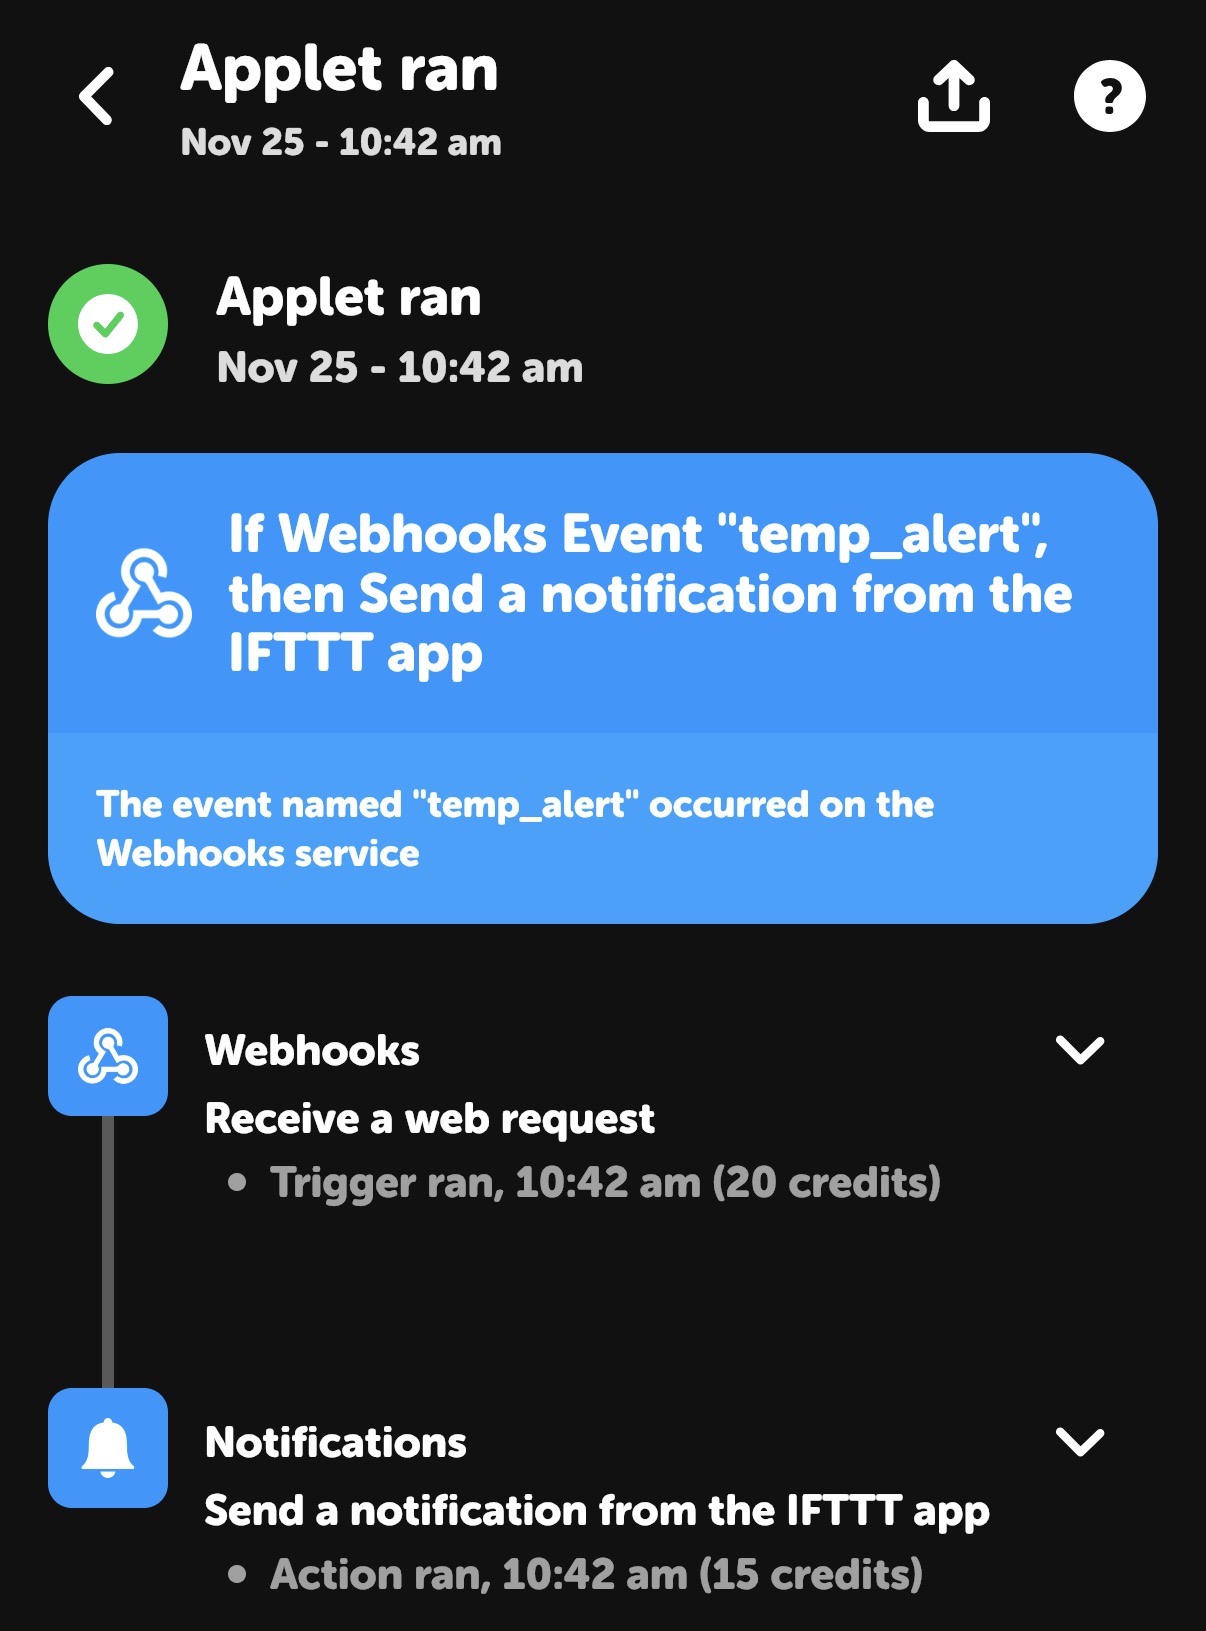 Applet ran
Nov 25 - 10:42 am
?
Applet ran
Nov 25 - 10:42 am
If Webhooks Event "temp_alert",
then Send a notification from the
IFTTT app
The event named "temp_alert" occurred on the
Webhooks service
Webhooks
Receive a web request
• Trigger ran, 10:42 am (20 credits)
Notifications
Send a notification from the IFTTT app
• Action ran, 10:42 am (15 credits)